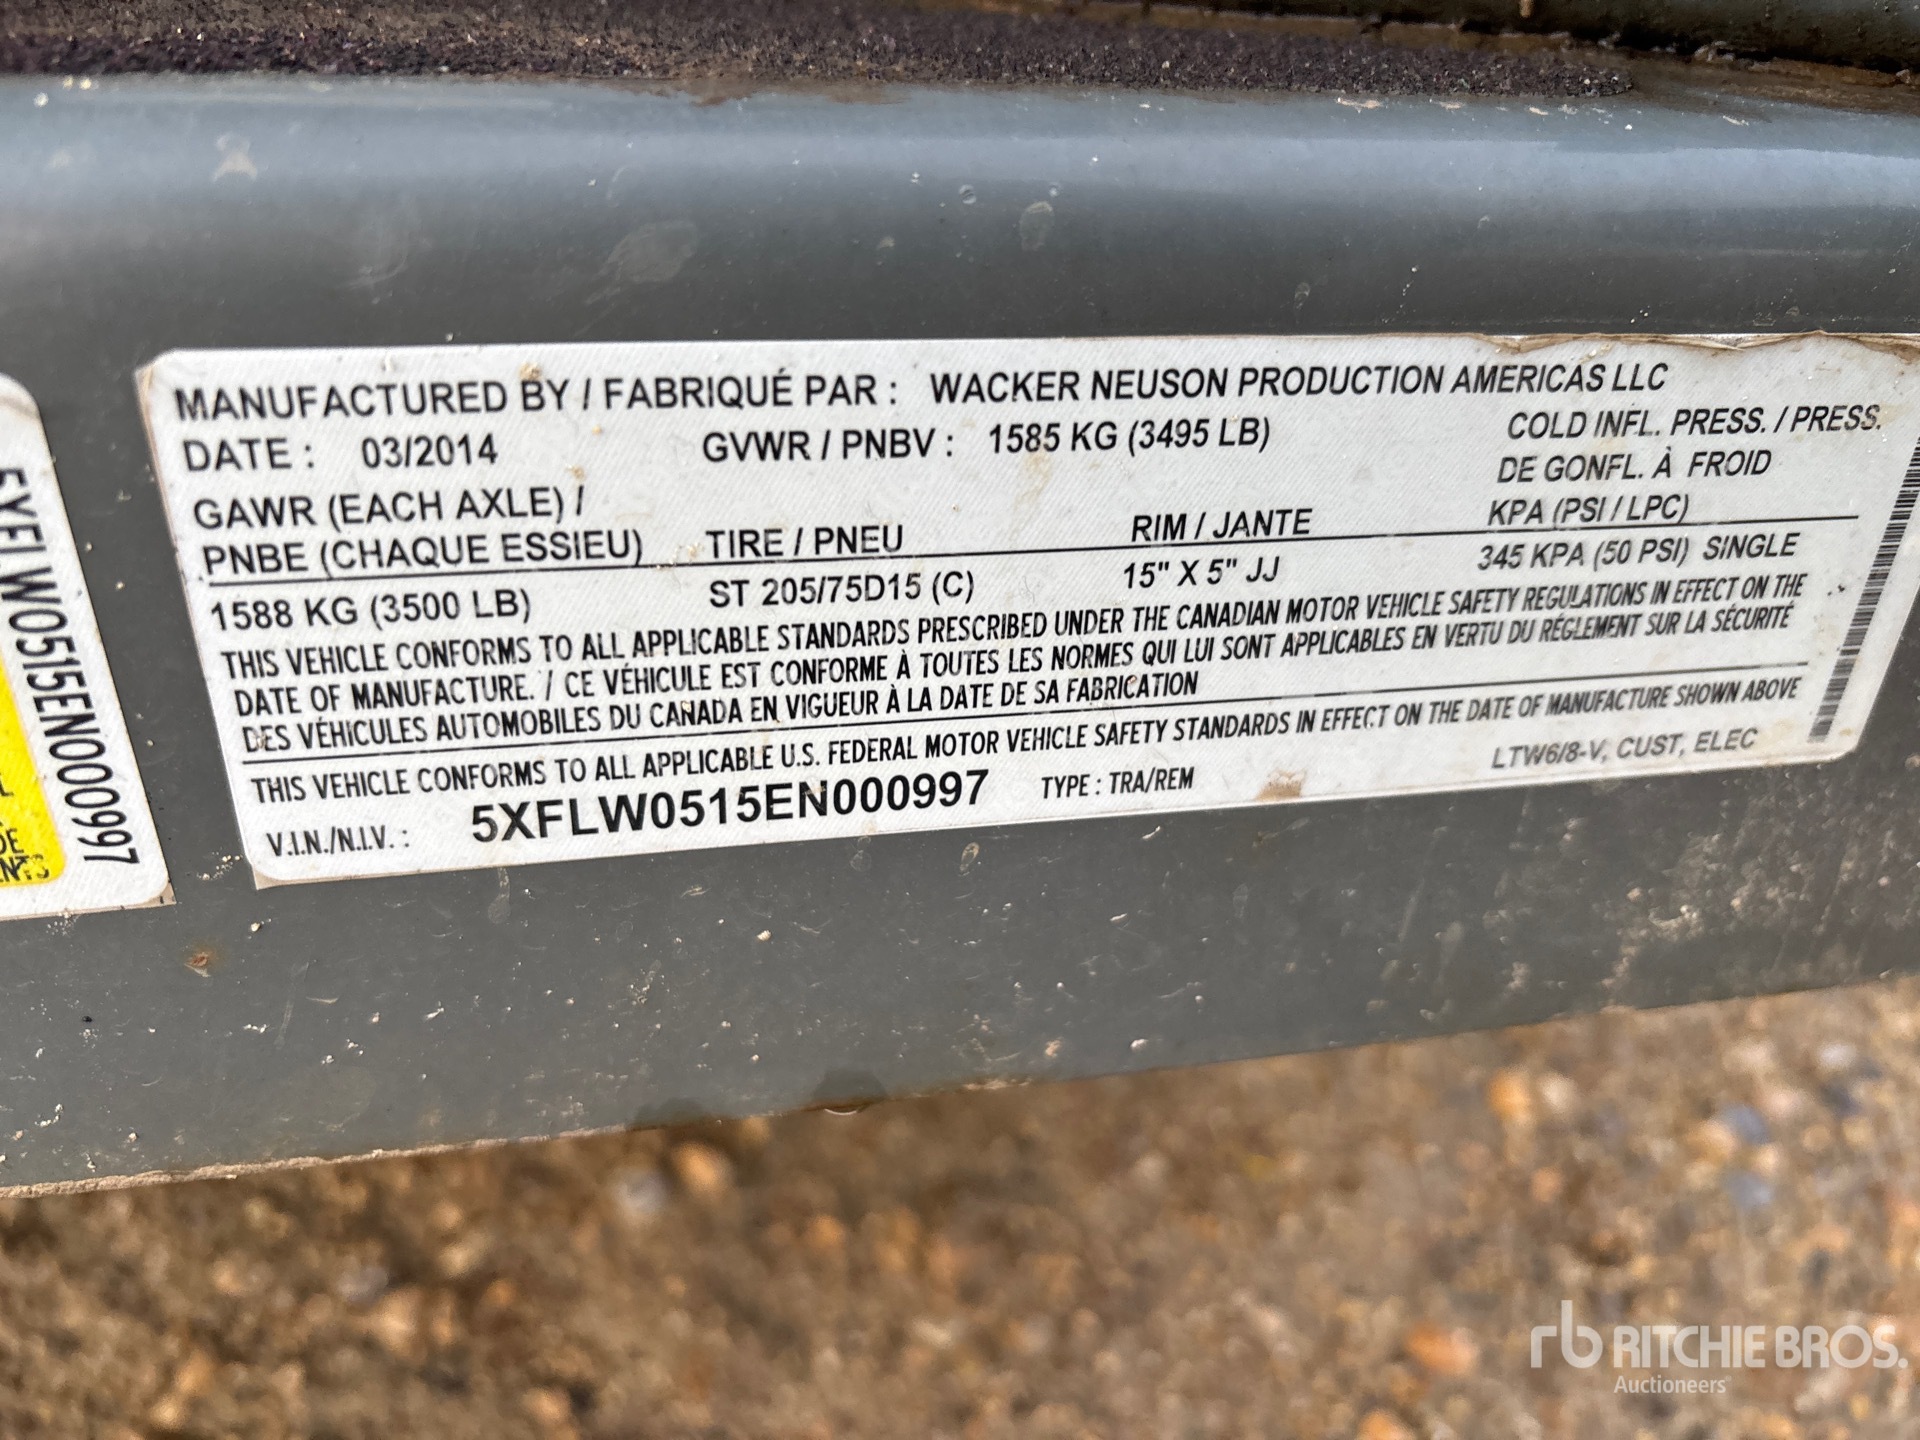 MANUFACTURED BY / FABRIQUÉ PAR : WACKER NEUSON PRODUCTION AMERICAS LLC
DATE : 03/2014 GVWR / PNBV : 1585 KG (3495 LB)
COLD INFL. PRESS. / PRESS.
DE GONFL. À FROID
GAWR (EACH AXLE) /
PNBE (CHAQUE ESSIEU) TIRE / PNEU RIM / JANTE KPA (PSI / LPC)
1588 KG (3500 LB) ST 205/75D15 (C) 15" X 5" JJ 345 KPA (50 PSI) SINGLE
THIS VEHICLE CONFORMS TO ALL APPLICABLE STANDARDS PRESCRIBED UNDER THE CANADIAN MOTOR VEHICLE SAFETY REGULATIONS IN EFFECT ON THE
DATE OF MANUFACTURE. / CE VÉHICULE EST CONFORME À TOUTES LES NORMES QUI LUI SONT APPLICABLES EN VERTU DU RÉGLEMENT SUR LA SÉCURITÉ
DES VÉHICULES AUTOMOBILES DU CANADA EN VIGUEUR À LA DATE DE SA FABRICATION
THIS VEHICLE CONFORMS TO ALL APPLICABLE U.S. FEDERAL MOTOR VEHICLE SAFETY STANDARDS IN EFFECT ON THE DATE OF MANUFACTURE SHOWN ABOVE
V.I.N./N.I.V. : 5XFLW0515EN000997 TYPE : TRA/REM LTW6/8-V, CUST, ELEC
5XFLW0515EN000997
rb RITCHIE BROS.
Auctioneers